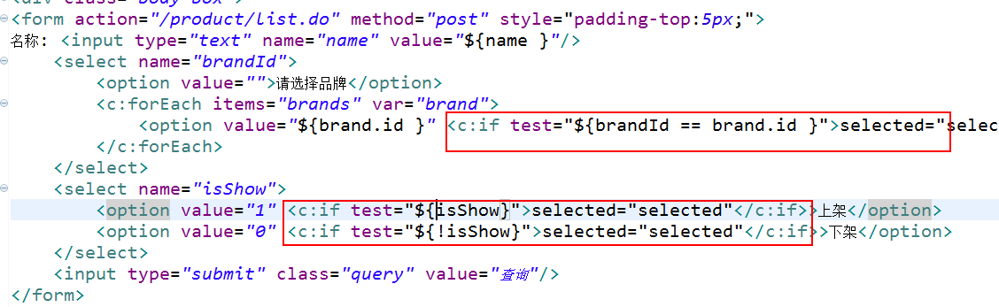 <div class="body-box">
<form action="/product/list.do" method="post" style="padding-top:5px;">
名称: <input type="text" name="name" value="${name }"/>
<select name="brandId">
<option value="">请选择品牌</option>
<c:forEach items="brands" var="brand">
<option value="${brand.id }" <c:if test="${brandId == brand.id }">selected="selec
</c:forEach>
</select>
<select name="isShow">
<option value="1" <c:if test="${isShow}">selected="selected"</c:if>>上架</option>
<option value="0" <c:if test="${!isShow}">selected="selected"</c:if>>下架</option>
</select>
<input type="submit" class="query" value="查询"/>
</form>